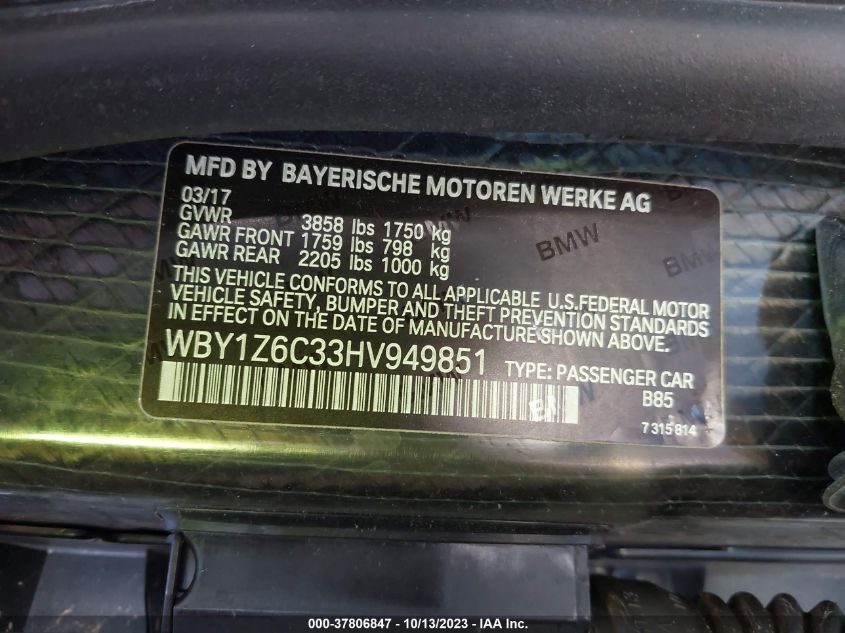 MFD BY BAYERISCHE MOTOREN WERKE AG
03/17
GVWR 3858 lbs 1750 kg
GAWR FRONT 1759 lbs 798 kg
GAWR REAR 2205 lbs 1000 kg
BMW BMW BMW
THIS VEHICLE CONFORMS TO ALL APPLICABLE U.S.FEDERAL MOTOR
VEHICLE SAFETY, BUMPER AND THEFT PREVENTION STANDARDS
IN EFFECT ON THE DATE OF MANUFACTURE SHOWN ABOVE.
WBY1Z6C33HV949851 TYPE: PASSENGER CAR
B85
7 315 814
000-37806847 - 10/13/2023 - IAA Inc.